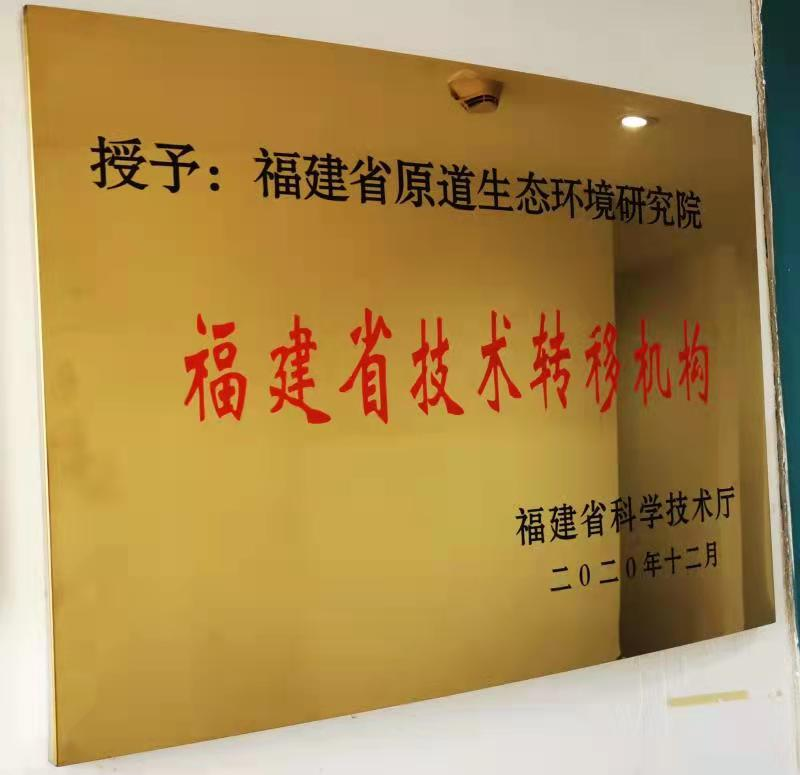 授予：福建省原道生态环境研究院
福建省技术转移机构
福建省科学技术厅
二〇二〇年十二月